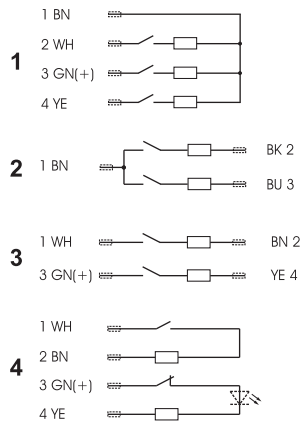 1 BN
2 WH
1
3 GN(+)
4 YE
BK 2
2
1 BN
BU 3
1 WH
BN 2
3
3 GN(+)
YE 4
1 WH
2 BN
4
3 GN(+)
4 YE